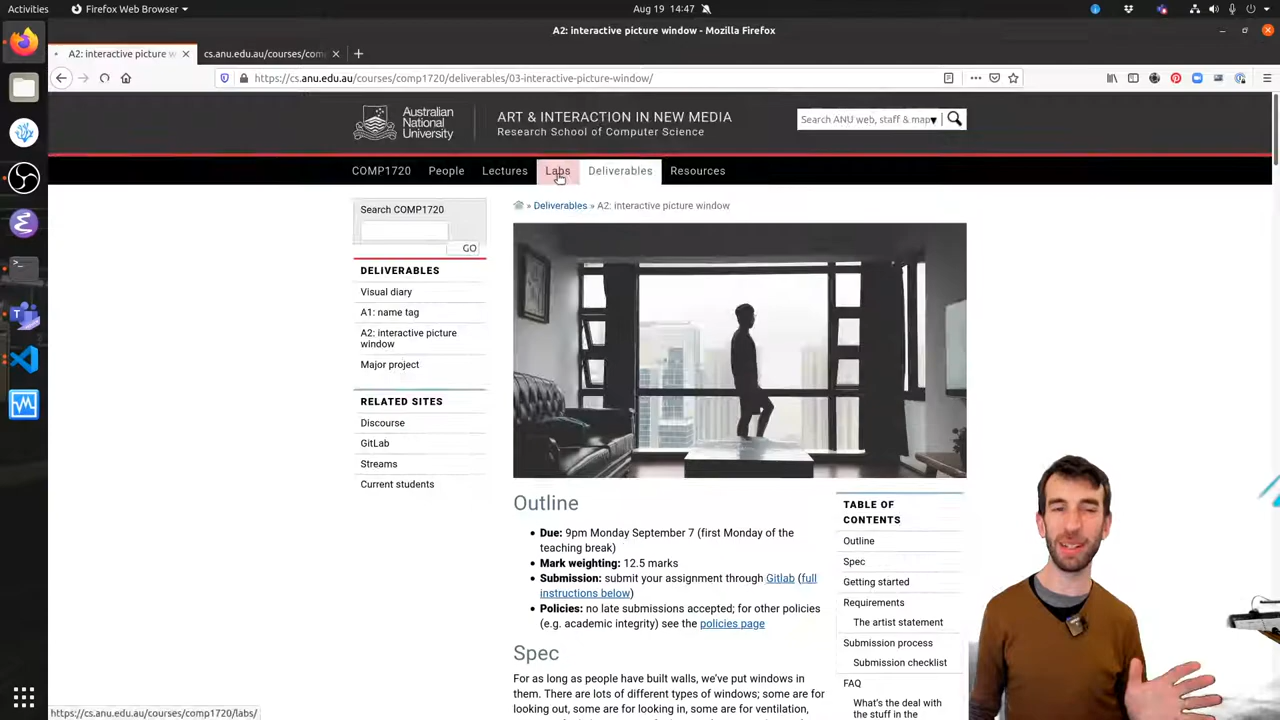 Activities
Firefox Web Browser
Aug 19 14:47
A2: interactive picture window - Mozilla Firefox
A2: interactive picture w
cs.anu.edu.au/courses/com
https://cs.anu.edu.au/courses/comp1720/deliverables/03-interactive-picture-window/
Australian
National
University
ART & INTERACTION IN NEW MEDIA
Research School of Computer Science
Search ANU web, staff & map
COMP1720 People Lectures Labs Deliverables Resources
Search COMP1720
GO
DELIVERABLES
Visual diary
A1: name tag
A2: interactive picture
window
Major project
RELATED SITES
Discourse
GitLab
Streams
Current students
» Deliverables » A2: interactive picture window
Outline
Due: 9pm Monday September 7 (first Monday of the
teaching break)
Mark weighting: 12.5 marks
Submission: submit your assignment through Gitlab (full
instructions below)
Policies: no late submissions accepted; for other policies
(e.g. academic integrity) see the policies page
Spec
For as long as people have built walls, we've put windows in
them. There are lots of different types of windows; some are for
looking out, some are for looking in, some are for ventilation,
TABLE OF
CONTENTS
Outline
Spec
Getting started
Requirements
The artist statement
Submission process
Submission checklist
FAQ
What's the deal with
the stuff in the
https://cs.anu.edu.au/courses/comp1720/labs/